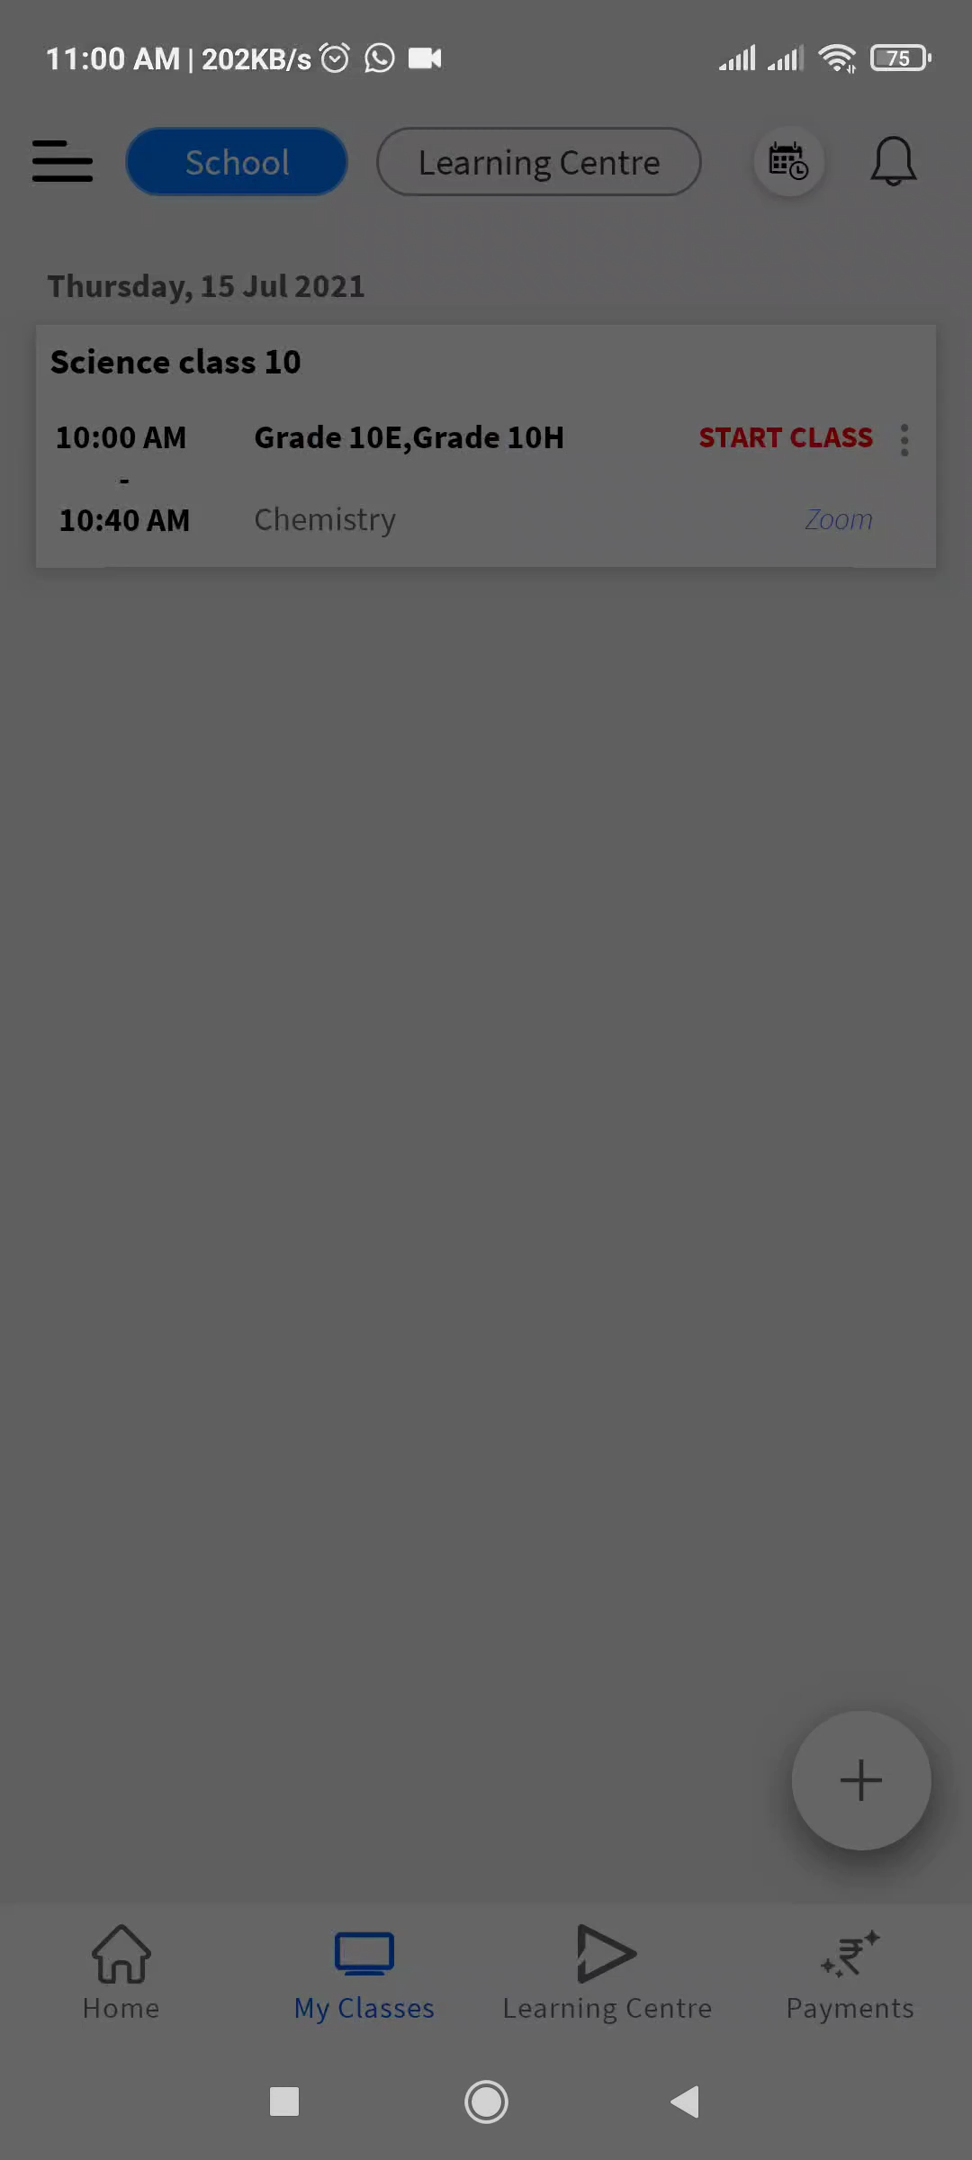 11:00 AM | 202KB/s 75
School Learning Centre
Thursday, 15 Jul 2021
Science class 10
10:00 AM Grade 10E,Grade 10H START CLASS
-
10:40 AM Chemistry Zoom
Home My Classes Learning Centre Payments